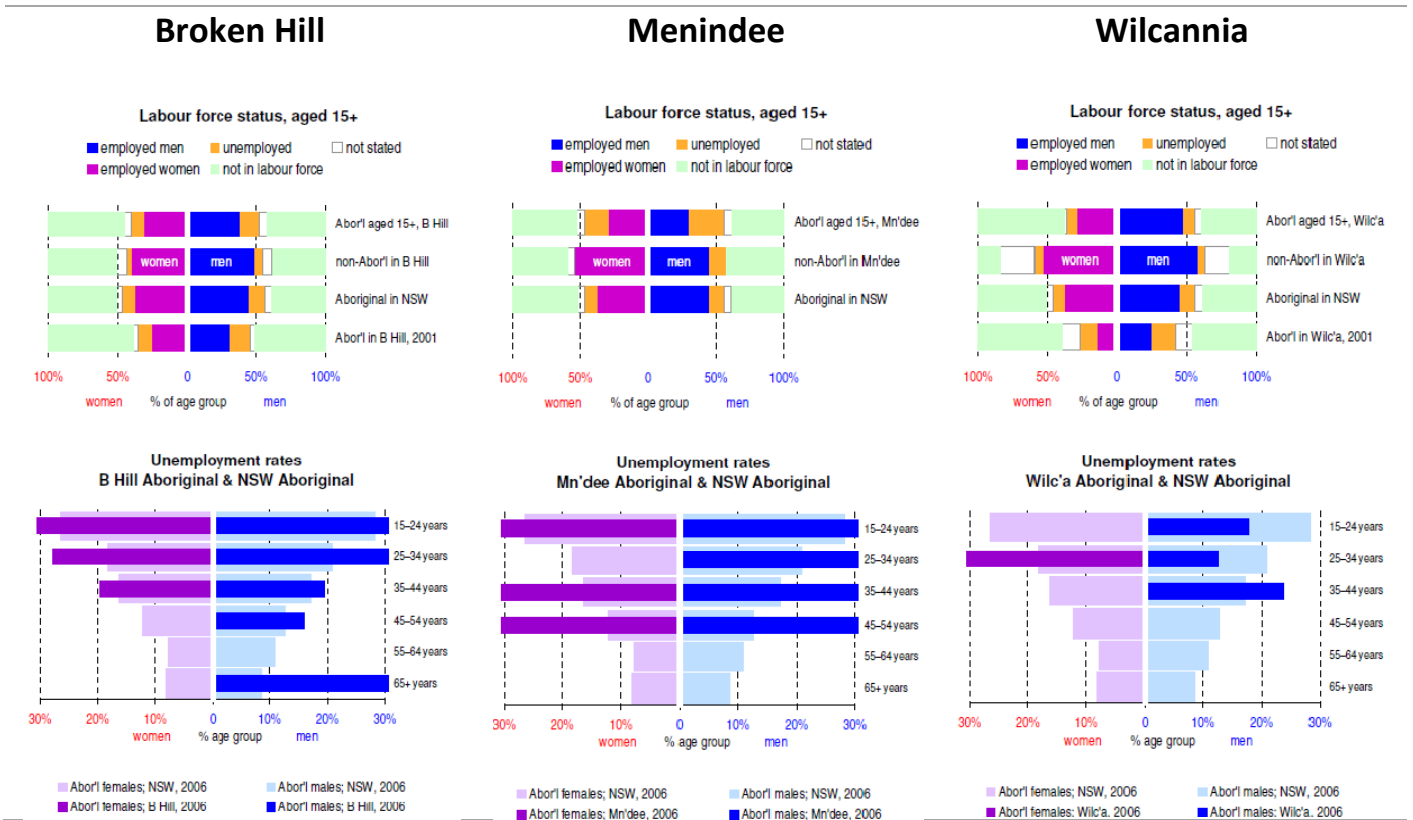 Broken Hill
Labour force status, aged 15+
employed men unemployed not stated
employed women not in labour force
Abor'l aged 15+, B Hill
women men non-Abor'l in B Hill
Aboriginal in NSW
Abor'l in B Hill, 2001
100% 50% 0 50% 100%
women % of age group men
Unemployment rates
B Hill Aboriginal & NSW Aboriginal
15–24 years
25–34 years
35–44 years
45–54 years
55–64 years
65+ years
30% 20% 10% 0 10% 20% 30%
women % age group men
Abor'l females; NSW, 2006 Abor'l males; NSW, 2006
Abor'l females; B Hill, 2006 Abor'l males; B Hill, 2006
Menindee
Labour force status, aged 15+
employed men unemployed not stated
employed women not in labour force
Abor'l aged 15+, Mn'dee
women men non-Abor'l in Mn'dee
Aboriginal in NSW
100% 50% 0 50% 100%
women % of age group men
Unemployment rates
Mn'dee Aboriginal & NSW Aboriginal
15–24 years
25–34 years
35–44 years
45–54 years
55–64 years
65+ years
30% 20% 10% 0 10% 20% 30%
women % age group men
Abor'l females; NSW, 2006 Abor'l males; NSW, 2006
Abor'l females; Mn'dee, 2006 Abor'l males; Mn'dee, 2006
Wilcannia
Labour force status, aged 15+
employed men unemployed not stated
employed women not in labour force
Abor'l aged 15+, Wilc'a
women men non-Abor'l in Wilc'a
Aboriginal in NSW
Abor'l in Wilc'a, 2001
100% 50% 0 50% 100%
women % of age group men
Unemployment rates
Wilc'a Aboriginal & NSW Aboriginal
15–24 years
25–34 years
35–44 years
45–54 years
55–64 years
65+ years
30% 20% 10% 0 10% 20% 30%
women % age group men
Abor'l females; NSW, 2006 Abor'l males; NSW, 2006
Abor'l females: Wilc'a. 2006 Abor'l males: Wilc'a. 2006